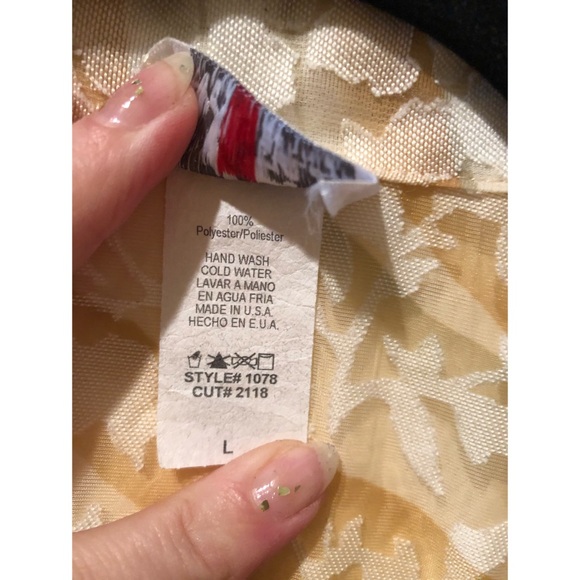 100%
Polyester/Poliester
HAND WASH
COLD WATER
LAVAR A MANO
EN AGUA FRIA
MADE IN U.S.A.
HECHO EN E.U.A.
STYLE# 1078
CUT# 2118
L